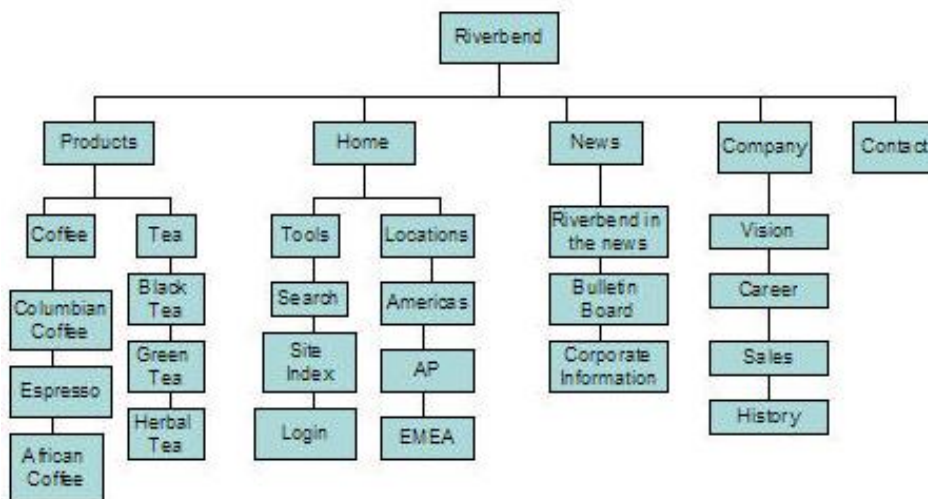 Riverbend
Products
Home
News
Company
Contact
Coffee
Tea
Tools
Locations
Riverbend in
the news
Vision
Columbian
Coffee
Black
Tea
Search
Americas
Bulletin
Board
Career
Espresso
Green
Tea
Site
Index
AP
Corporate
Information
Sales
African
Coffee
Herbal
Tea
Login
EMEA
History